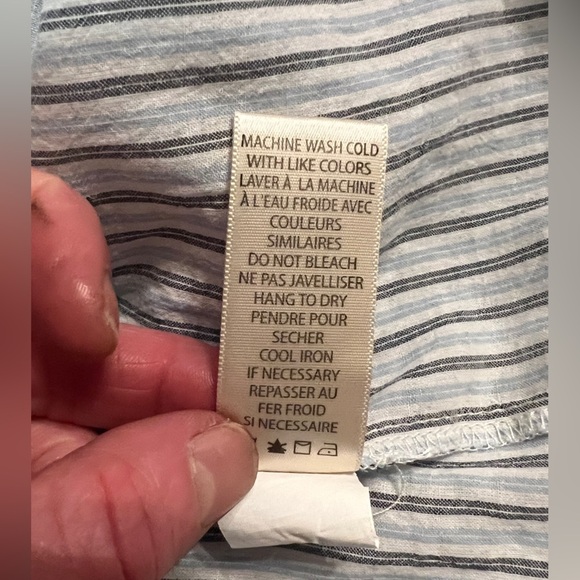 MACHINE WASH COLD
WITH LIKE COLORS
LAVER À LA MACHINE
À L'EAU FROIDE AVEC
COULEURS
SIMILAIRES
DO NOT BLEACH
NE PAS JAVELLISER
HANG TO DRY
PENDRE POUR
SECHER
COOL IRON
IF NECESSARY
REPASSER AU
FER FROID
SI NECESSAIRE